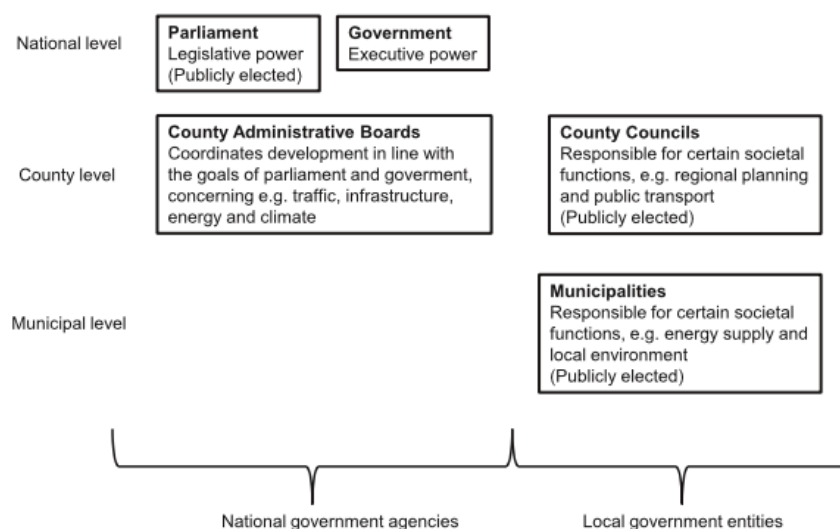 National level
Parliament
Legislative power
(Publicly elected)
Government
Executive power
County level
County Administrative Boards
Coordinates development in line with
the goals of parliament and goverment,
concerning e.g. traffic, infrastructure,
energy and climate
County Councils
Responsible for certain societal
functions, e.g. regional planning
and public transport
(Publicly elected)
Municipal level
Municipalities
Responsible for certain societal
functions, e.g. energy supply and
local environment
(Publicly elected)
National government agencies
Local government entities